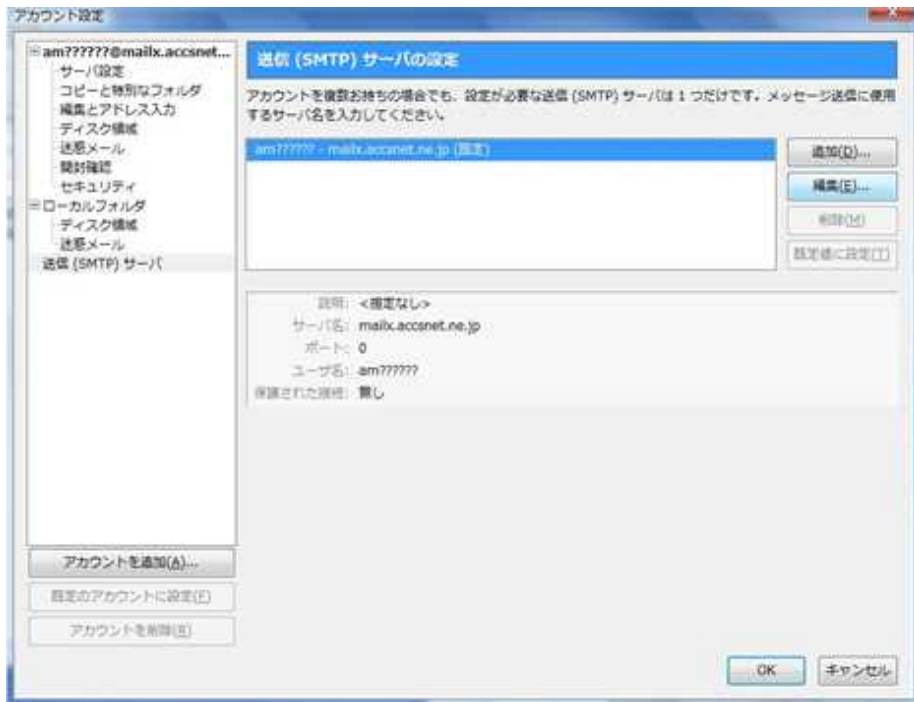 アカウント設定
am??????@mailx.accsnet...
サーバ設定
コピーと特別なフォルダ
編集とアドレス入力
ディスク領域
迷惑メール
開封確認
セキュリティ
ローカルフォルダ
ディスク領域
迷惑メール
送信 (SMTP) サーバ
アカウントを追加(A)...
既定のアカウントに設定(F)
アカウントを削除(R)
送信 (SMTP) サーバの設定
アカウントを複数お持ちの場合でも、設定が必要な送信 (SMTP) サーバは 1 つだけです。メッセージ送信に使用
するサーバ名を入力してください。
am?????? - mailx.accsnet.ne.jp (既定)
追加(D)...
編集(E)...
削除(M)
既定値に設定(T)
説明: <指定なし>
サーバ名: mailx.accsnet.ne.jp
ポート: 0
ユーザ名: am??????
保護された接続: 無し
OK
キャンセル